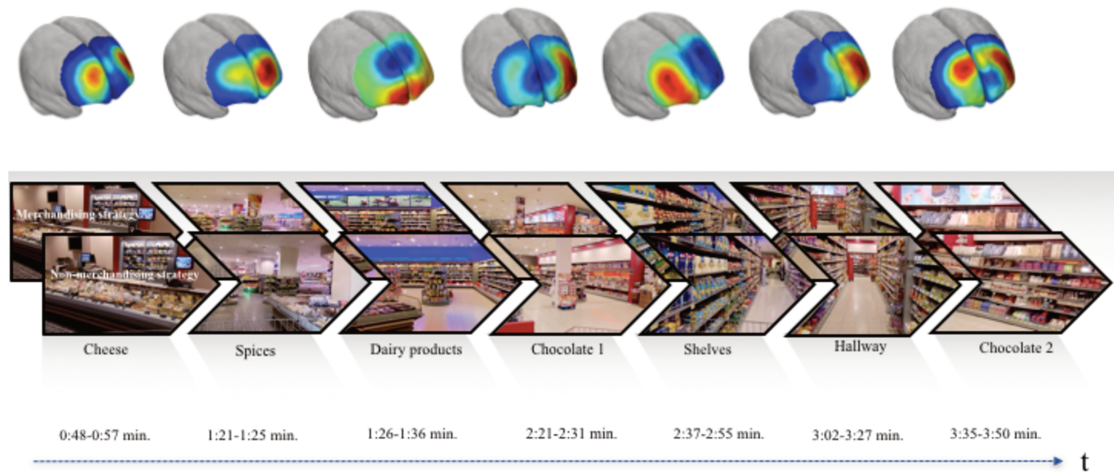 Merchandising strategy
Non-merchandising strategy
Cheese
Spices
Dairy products
Chocolate 1
Shelves
Hallway
Chocolate 2
0:48-0:57 min.
1:21-1:25 min.
1:26-1:36 min.
2:21-2:31 min.
2:37-2:55 min.
3:02-3:27 min.
3:35-3:50 min.
t